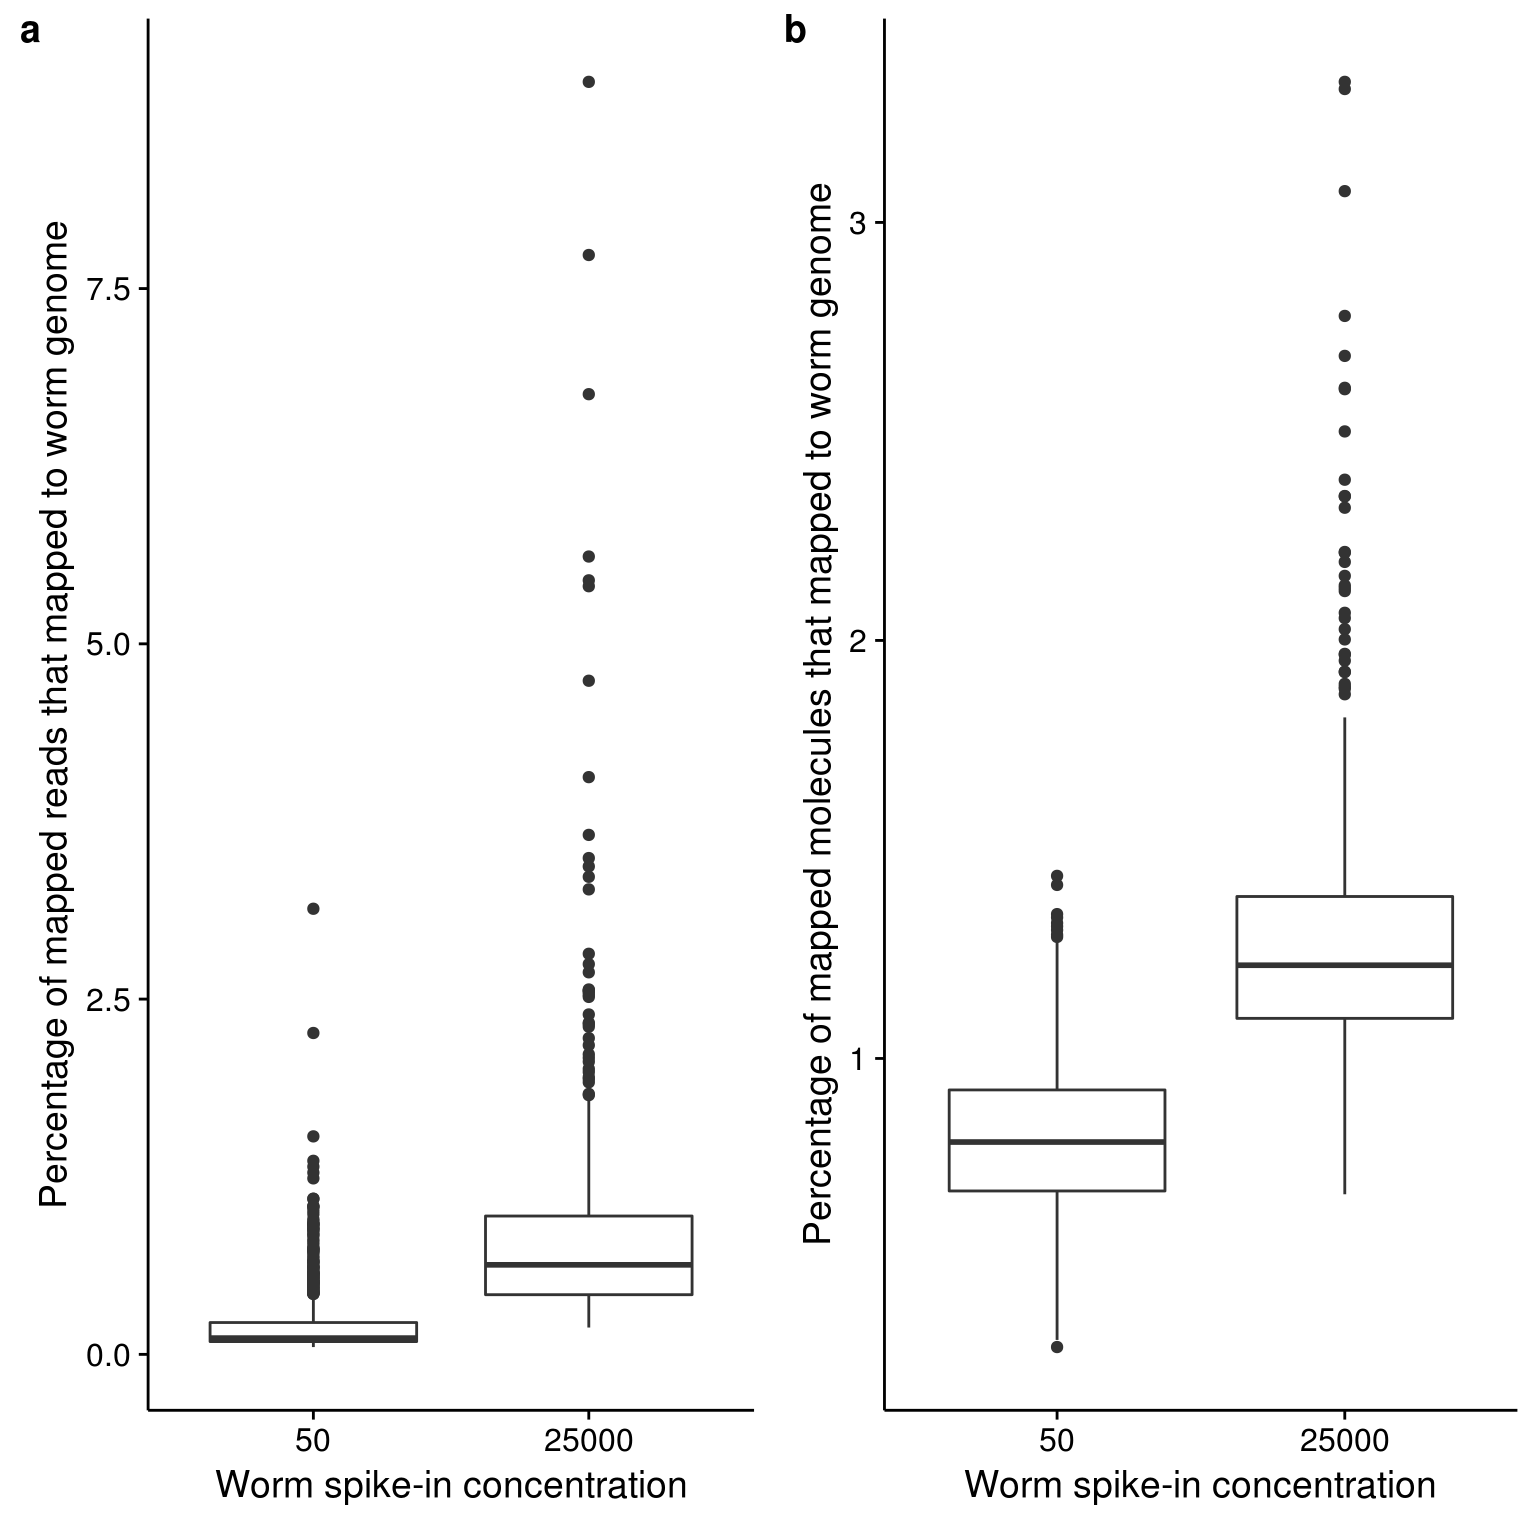 a
Percentage of mapped reads that mapped to worm genome
7.5
5.0
2.5
0.0
50
25000
Worm spike-in concentration
b
Percentage of mapped molecules that mapped to worm genome
3
2
1
50
25000
Worm spike-in concentration